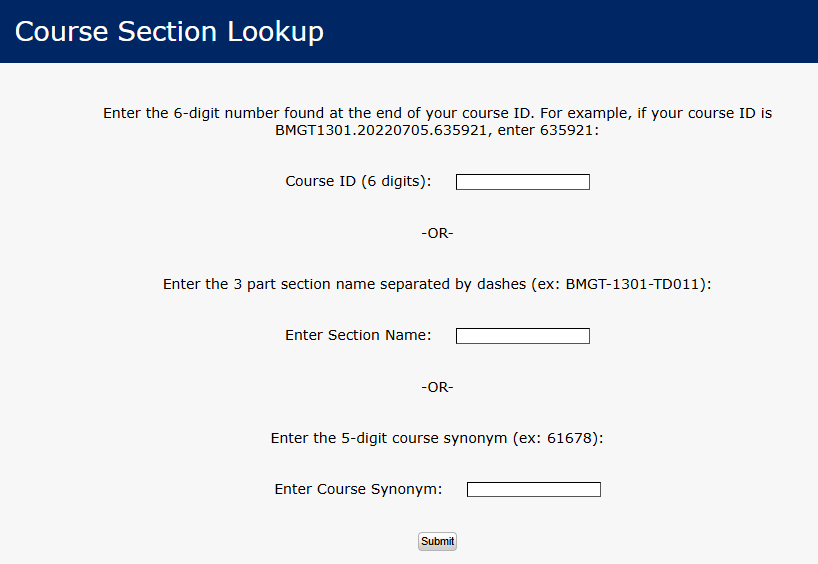 Course Section Lookup
Enter the 6-digit number found at the end of your course ID. For example, if your course ID is
BMGT1301.20220705.635921, enter 635921:
Course ID (6 digits):
-OR-
Enter the 3 part section name separated by dashes (ex: BMGT-1301-TD011):
Enter Section Name:
-OR-
Enter the 5-digit course synonym (ex: 61678):
Enter Course Synonym:
Submit